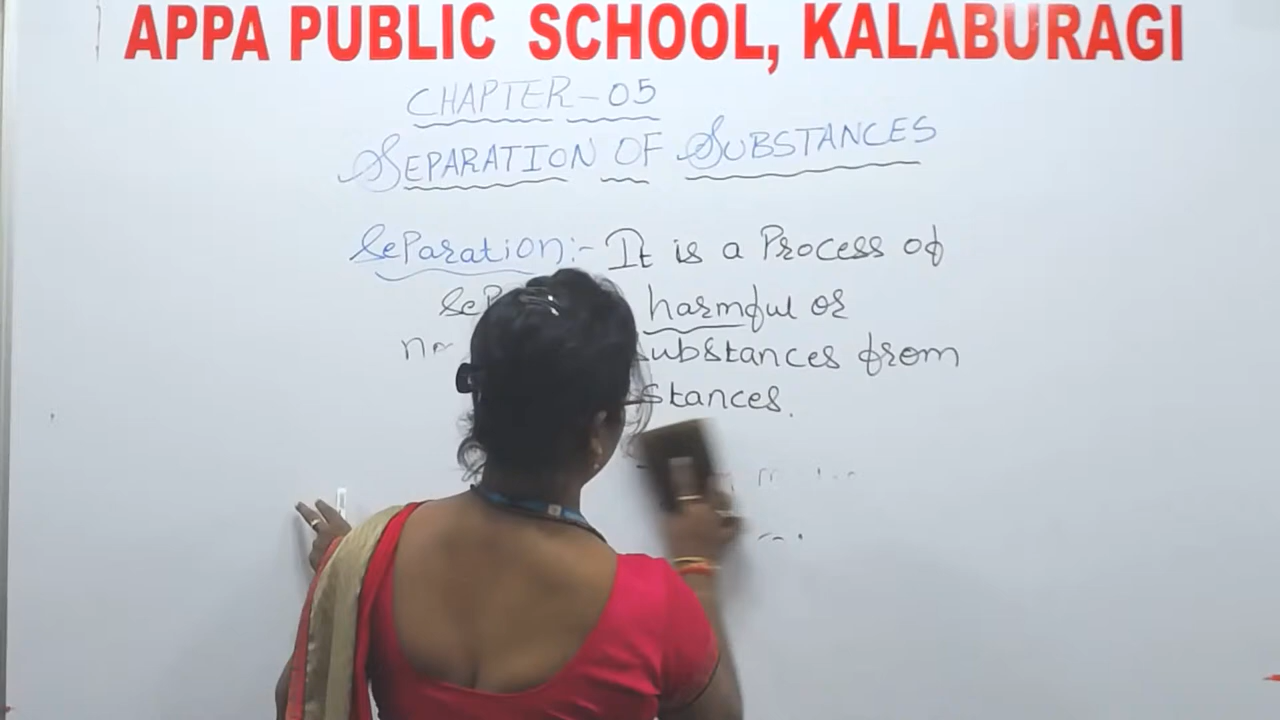 APPA PUBLIC SCHOOL, KALABURAGI
CHAPTER-05
SEPARATION OF SUBSTANCES
Separation:- It is a Process of
harmful or
Substances from
stances.